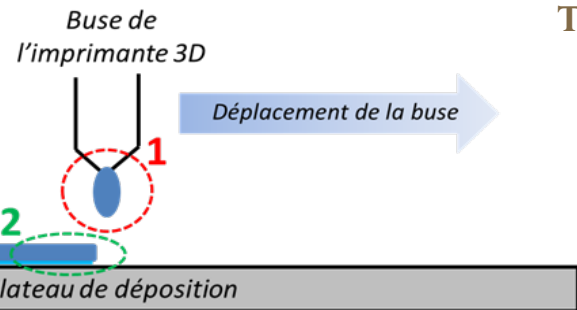 Buse de
l'imprimante 3D
T
Déplacement de la buse
1
2
lateau de déposition